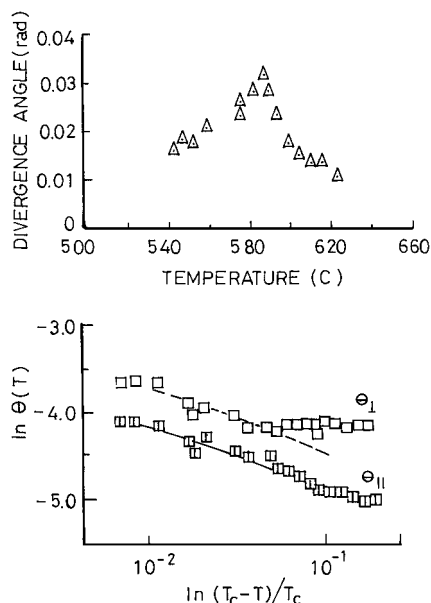 DIVERGENCE ANGLE (rad)
0.04
0.03
0.02
0.01
0
500
540
580
620
660
TEMPERATURE (C)
ln Θ(T)
-3.0
-4.0
-5.0
Θ⊥
Θ||
10⁻²
10⁻¹
ln (Tc-T)/Tc